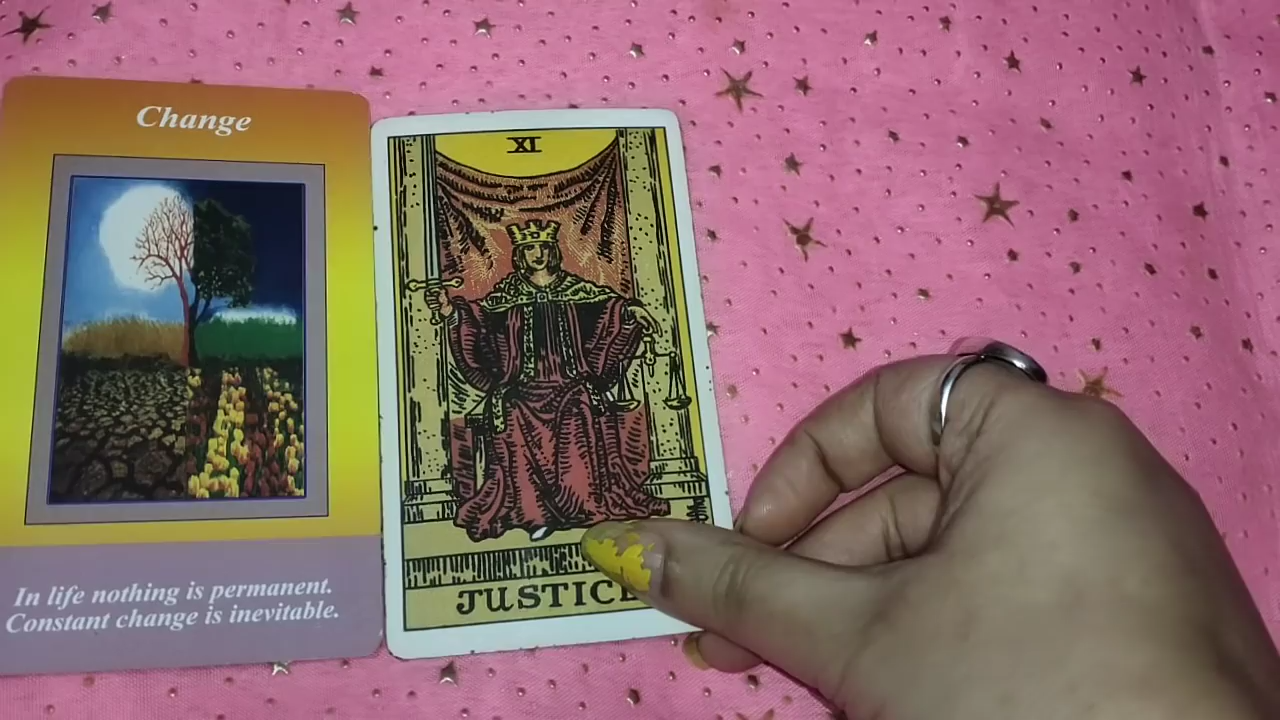 Change
In life nothing is permanent.
Constant change is inevitable.
XI
JUSTICE